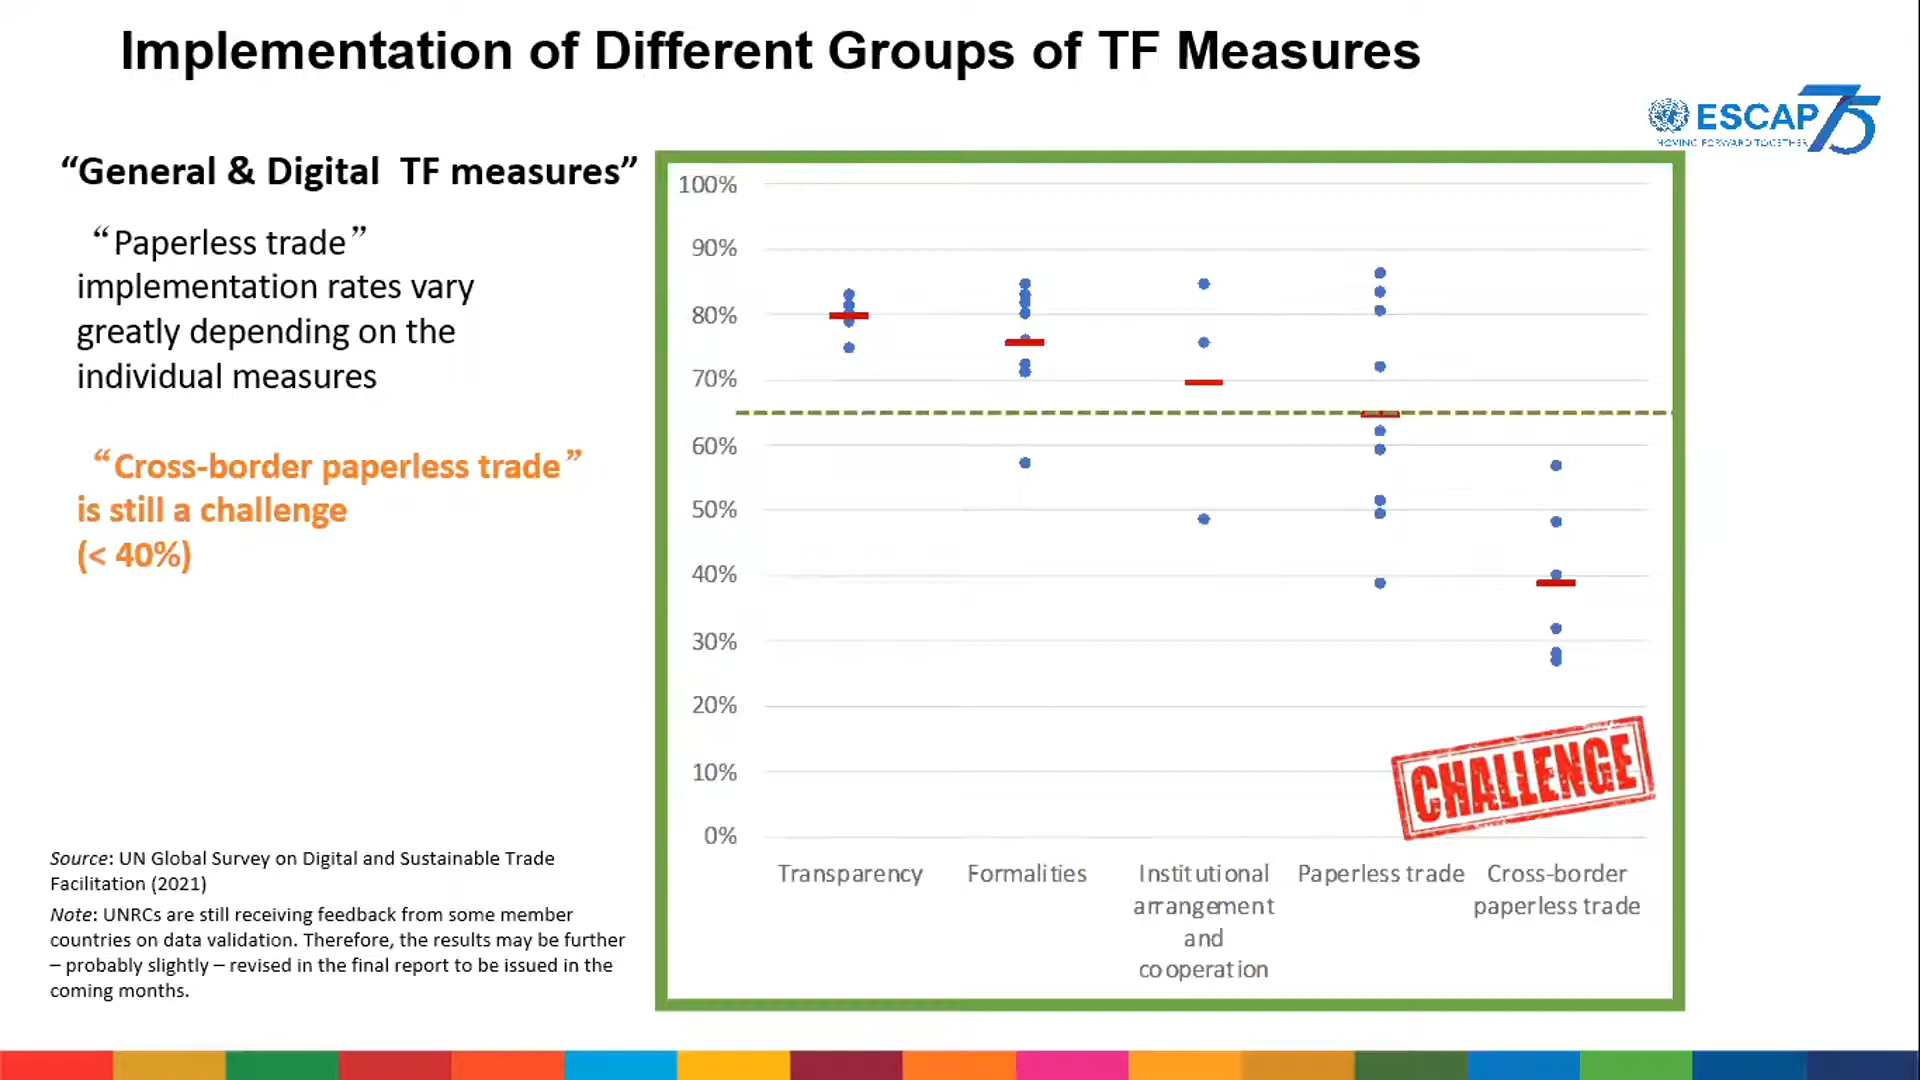 Implementation of Different Groups of TF Measures
ESCAP 75
MOVING FORWARD TOGETHER
“General & Digital TF measures”
“Paperless trade”
implementation rates vary
greatly depending on the
individual measures
“Cross-border paperless trade”
is still a challenge
(< 40%)
100%
90%
80%
70%
60%
50%
40%
30%
20%
10%
0%
CHALLENGE
Transparency
Formalities
Institutional
arrangement
and
cooperation
Paperless trade
Cross-border
paperless trade
Source: UN Global Survey on Digital and Sustainable Trade
Facilitation (2021)
Note: UNRCs are still receiving feedback from some member
countries on data validation. Therefore, the results may be further
– probably slightly – revised in the final report to be issued in the
coming months.